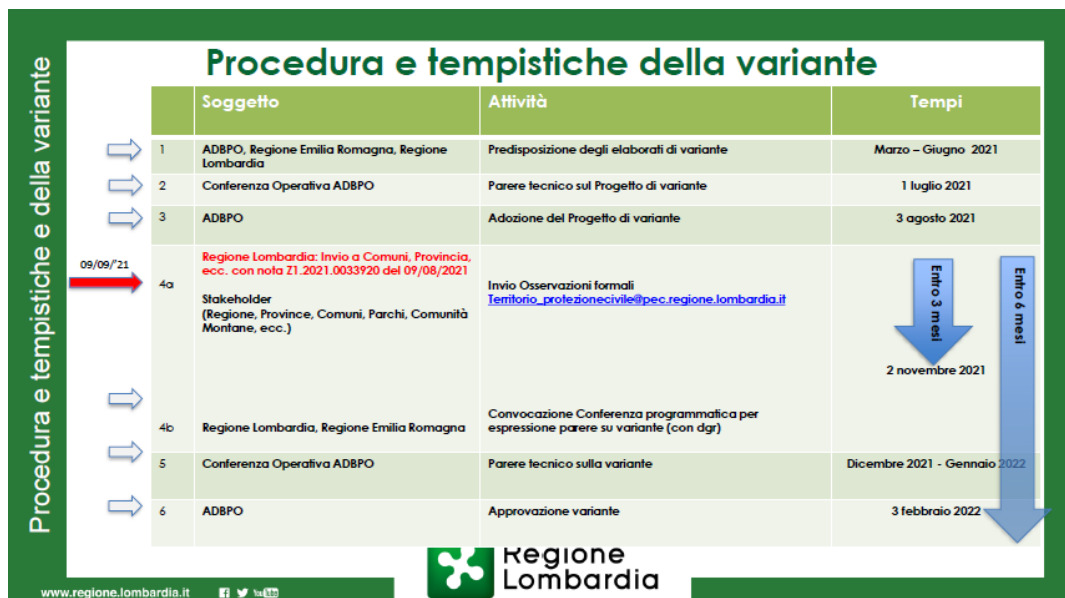 Procedura e tempistiche della variante
Procedura e tempistiche e della variante
Soggetto Attività Tempi
1 ADBPO, Regione Emilia Romagna, Regione Lombardia Predisposizione degli elaborati di variante Marzo – Giugno 2021
2 Conferenza Operativa ADBPO Parere tecnico sul Progetto di variante 1 luglio 2021
3 ADBPO Adozione del Progetto di variante 3 agosto 2021
09/09/'21
4a
Regione Lombardia: Invio a Comuni, Provincia,
ecc. con nota Z1.2021.0033920 del 09/08/2021
Stakeholder
(Regione, Province, Comuni, Parchi, Comunità
Montane, ecc.)
Invio Osservazioni formali
Territorio_protezionecivile@pec.regione.lombardia.it
Entro 3 mesi
Entro 6 mesi
2 novembre 2021
4b Regione Lombardia, Regione Emilia Romagna
Convocazione Conferenza programmatica per
espressione parere su variante (con dgr)
5 Conferenza Operativa ADBPO Parere tecnico sulla variante Dicembre 2021 - Gennaio 2022
6 ADBPO Approvazione variante 3 febbraio 2022
Regione
Lombardia
www.regione.lombardia.it
YouTube